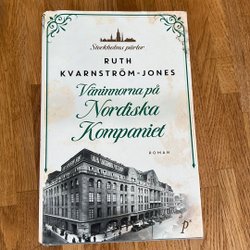 Stockholms pärlor
RUTH
KVARNSTRÖM-JONES
Väninnorna på
Nordiska
Kompaniet
ROMAN
p